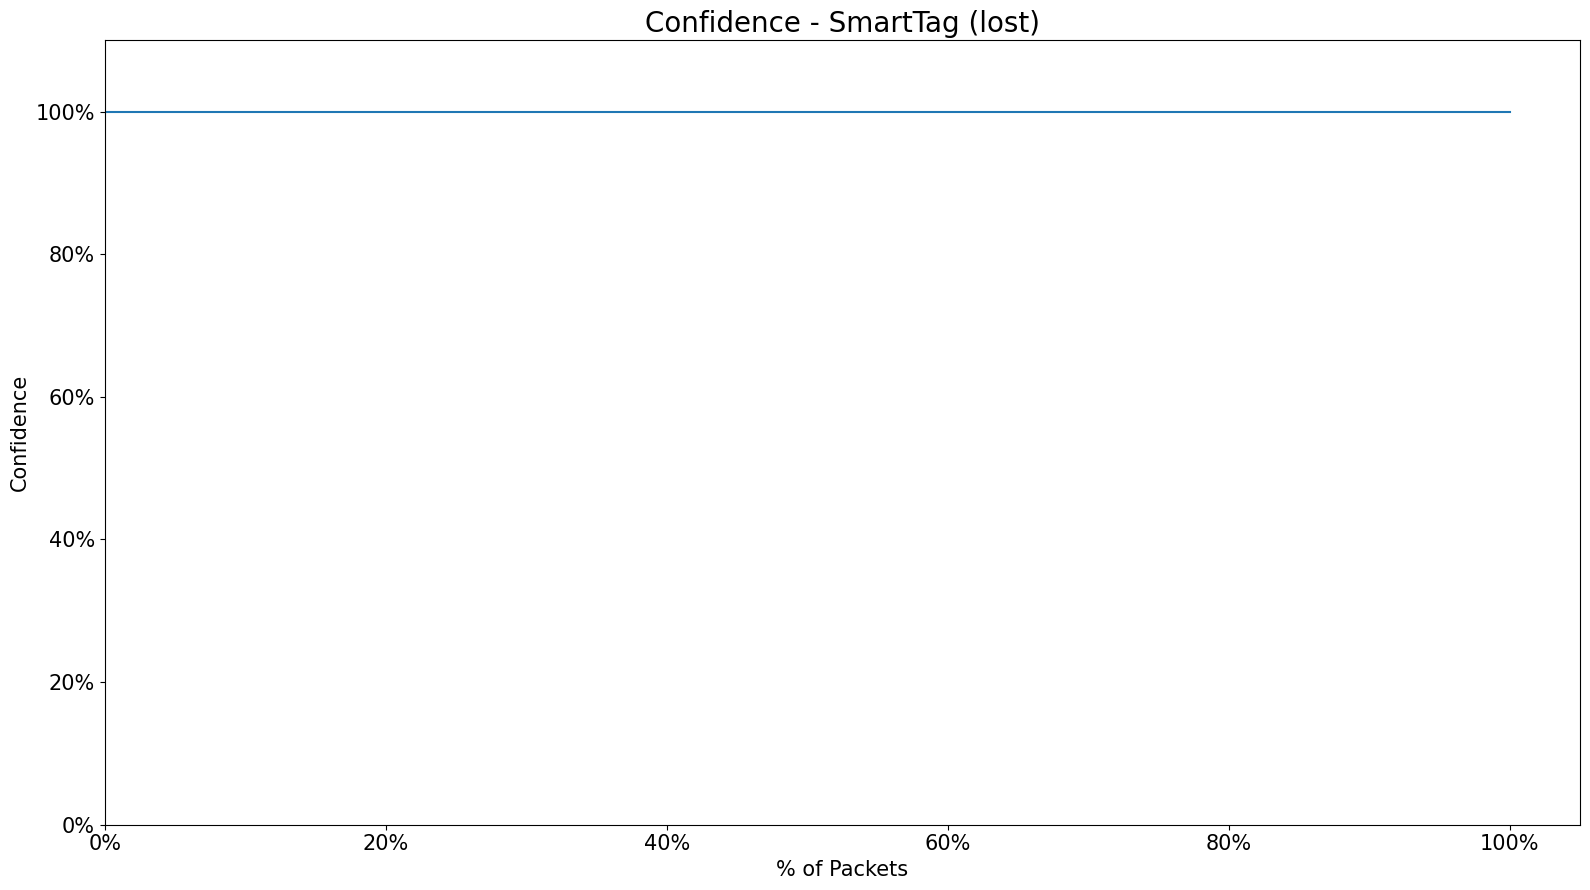 Confidence - SmartTag (lost)
100%
80%
60%
40%
20%
0%
Confidence
0% 20% 40% 60% 80% 100%
% of Packets